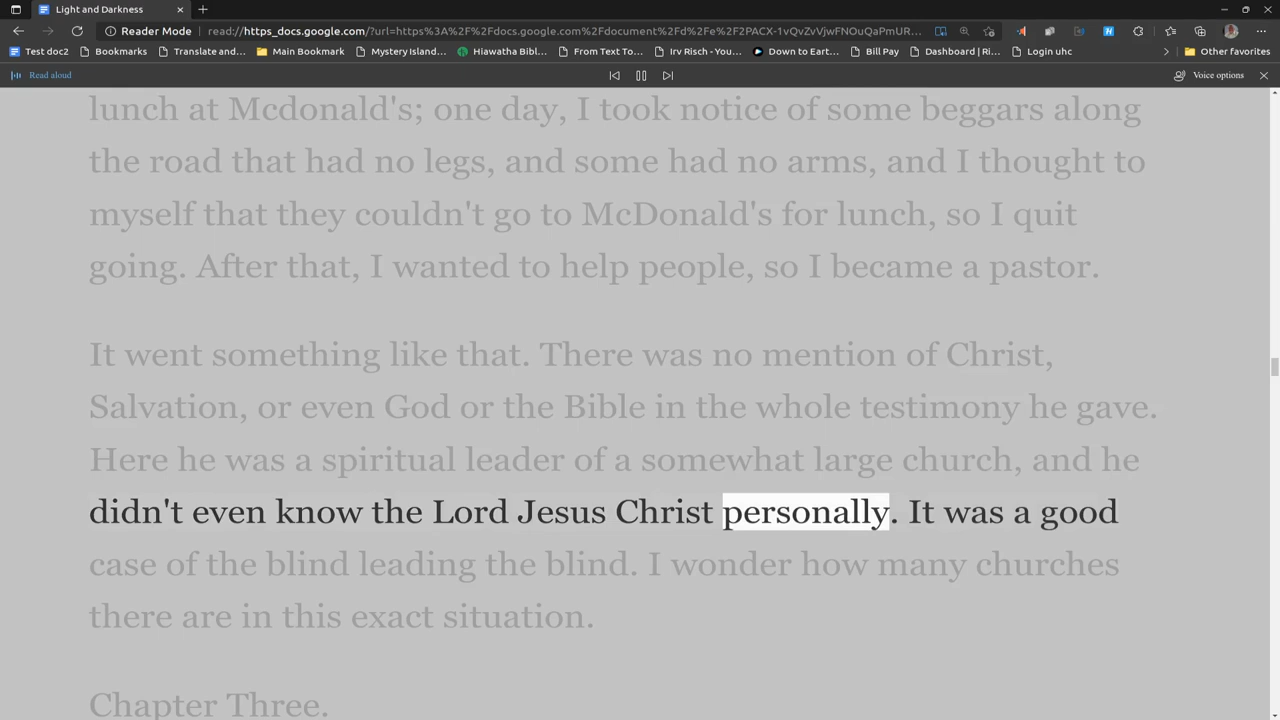 Light and Darkness
Reader Mode read://https_docs.google.com/?url=https%3A%2F%2Fdocs.google.com%2Fdocument%2Fd%2Fe%2F2PACX-1vQvZvVjwFNOuQaPmUR...
Test doc2 Bookmarks Translate and... Main Bookmark Mystery Island... Hiawatha Bibl... From Text To... Irv Risch - You... Down to Eart... Bill Pay Dashboard | Ri... Login uhc Other favorites
Read aloud Voice options
lunch at Mcdonald's; one day, I took notice of some beggars along
the road that had no legs, and some had no arms, and I thought to
myself that they couldn't go to McDonald's for lunch, so I quit
going. After that, I wanted to help people, so I became a pastor.
It went something like that. There was no mention of Christ,
Salvation, or even God or the Bible in the whole testimony he gave.
Here he was a spiritual leader of a somewhat large church, and he
didn't even know the Lord Jesus Christ personally. It was a good
case of the blind leading the blind. I wonder how many churches
there are in this exact situation.
Chapter Three.